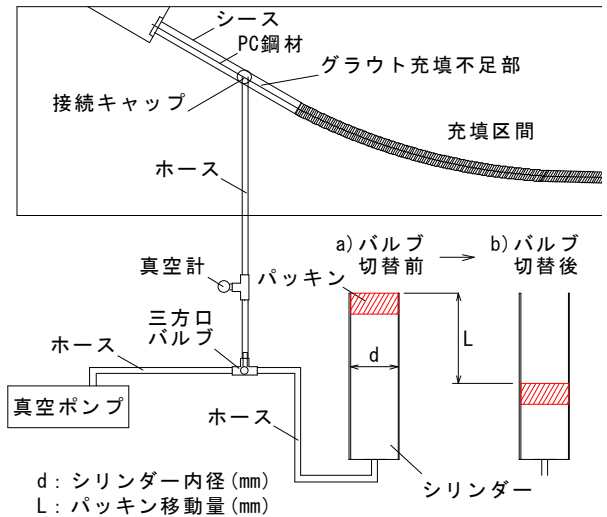 シース
PC鋼材
グラウト充填不足部
接続キャップ
充填区間
ホース
a)バルブ
切替前
b)バルブ
切替後
真空計
パッキン
三方口
バルブ
ホース
L
d
真空ポンプ
ホース
シリンダー
d：シリンダー内径(mm)
L：パッキン移動量(mm)